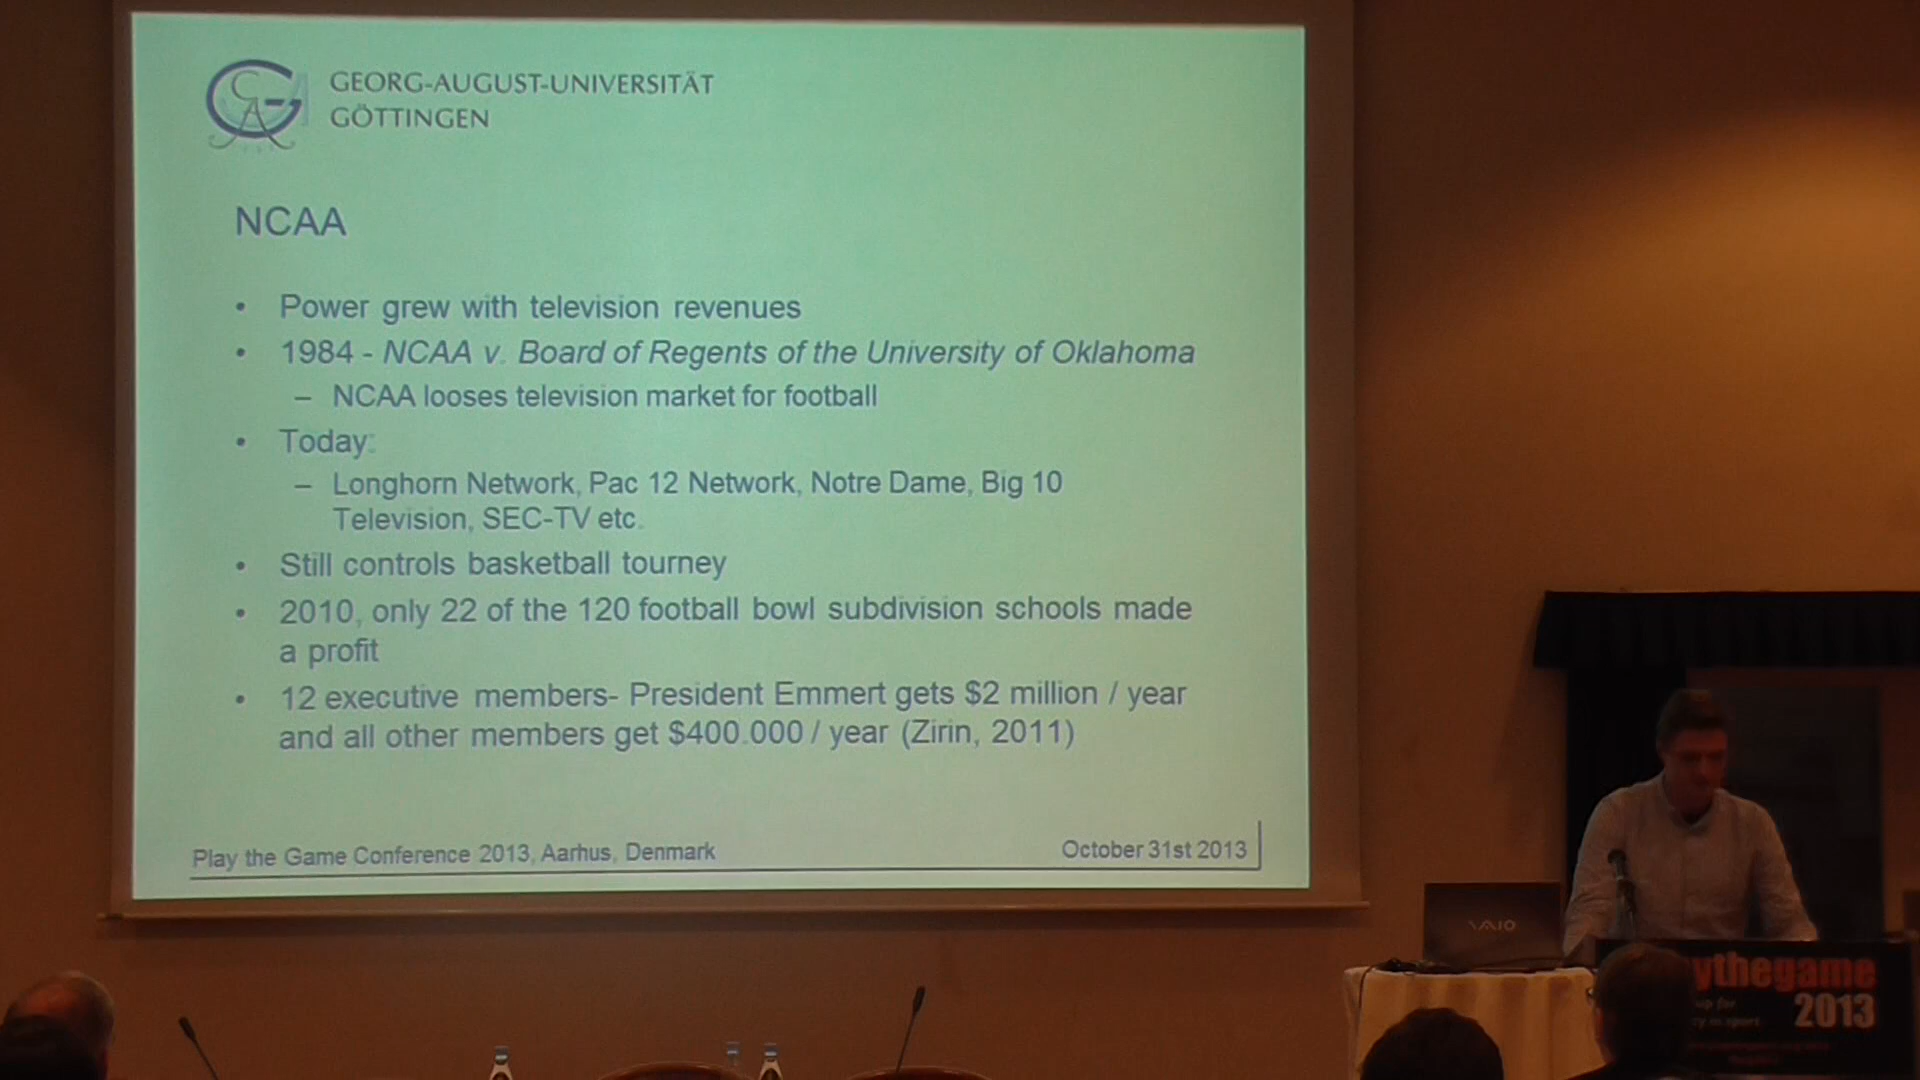 GEORG-AUGUST-UNIVERSITÄT
GÖTTINGEN
NCAA
• Power grew with television revenues
• 1984 - NCAA v. Board of Regents of the University of Oklahoma
– NCAA looses television market for football
• Today:
– Longhorn Network, Pac 12 Network, Notre Dame, Big 10
Television, SEC-TV etc.
• Still controls basketball tourney
• 2010, only 22 of the 120 football bowl subdivision schools made
a profit
• 12 executive members- President Emmert gets $2 million / year
and all other members get $400.000 / year (Zirin, 2011)
Play the Game Conference 2013, Aarhus, Denmark
October 31st 2013
VAIO
ythegame
2013